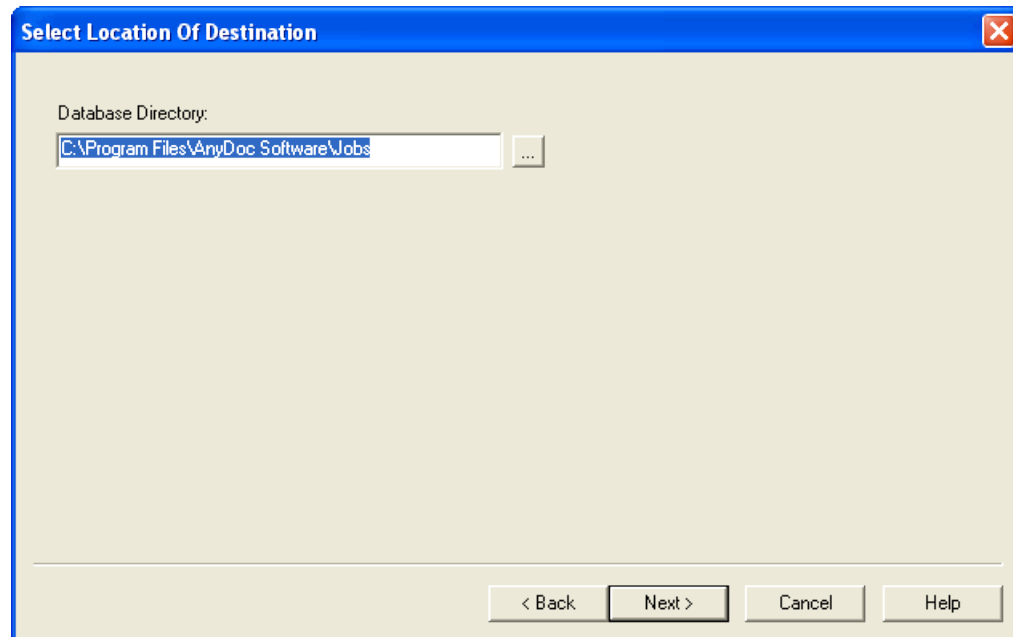 Select Location Of Destination
Database Directory:
C:\Program Files\AnyDoc Software\Jobs
...
< Back Next > Cancel Help